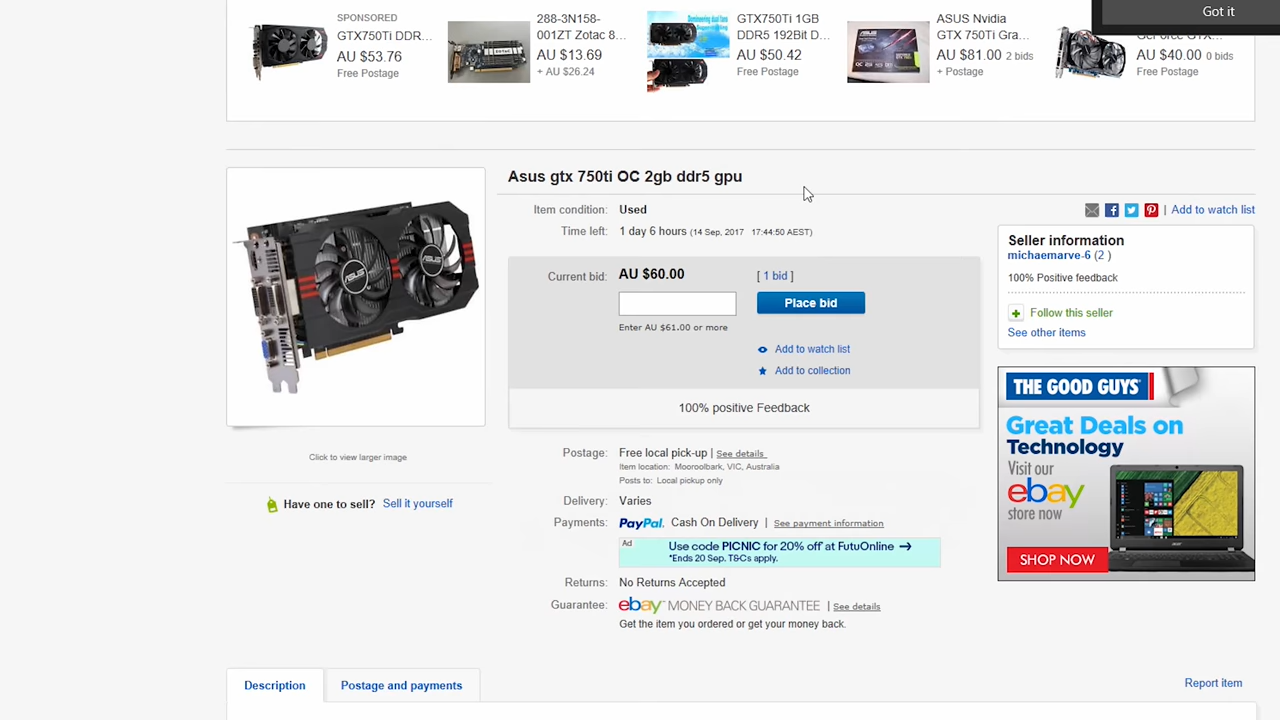 Got it
SPONSORED
GTX750Ti DDR...
AU $53.76
Free Postage
288-3N158-
001ZT Zotac 8...
AU $13.69
+ AU $26.24
GTX750Ti 1GB
DDR5 192Bit D...
AU $50.42
Free Postage
ASUS Nvidia
GTX 750Ti Gra...
AU $81.00 2 bids
+ Postage
GeForce GTX...
AU $40.00 0 bids
Free Postage
Asus gtx 750ti OC 2gb ddr5 gpu
Item condition: Used
Time left: 1 day 6 hours (14 Sep, 2017 17:44:50 AEST)
| Add to watch list
Current bid: AU $60.00 [ 1 bid ]
Place bid
Enter AU $61.00 or more
Add to watch list
Add to collection
100% positive Feedback
Seller information
michaemarve-6 (2 )
100% Positive feedback
Follow this seller
See other items
Click to view larger image
Have one to sell? Sell it yourself
Postage: Free local pick-up | See details
Item location: Mooroolbark, VIC, Australia
Posts to: Local pickup only
Delivery: Varies
Payments: PayPal Cash On Delivery | See payment information
Ad
Use code PICNIC for 20% off* at FutuOnline →
*Ends 20 Sep. T&Cs apply.
Returns: No Returns Accepted
Guarantee: ebay MONEY BACK GUARANTEE | See details
Get the item you ordered or get your money back.
THE GOOD GUYS
Great Deals on
Technology
Visit our
ebay
store now
SHOP NOW
Description
Postage and payments
Report item